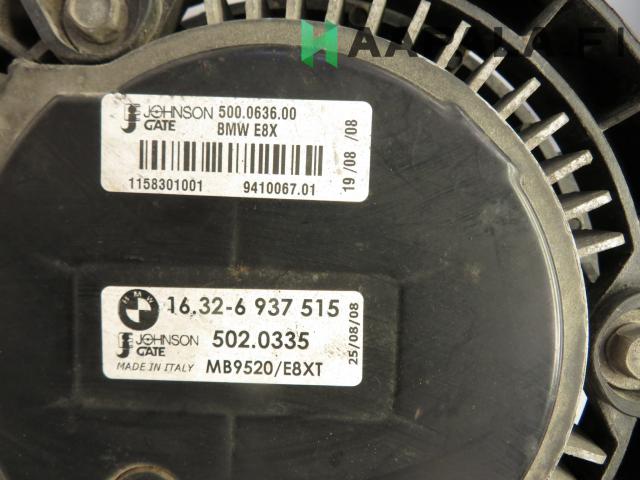 JOHNSON GATE 500.0636.00
BMW E8X
1158301001 9410067.01
19/08/08
BMW 16.32-6 937 515
JOHNSON GATE 502.0335
MADE IN ITALY MB9520/E8XT
25/08/08